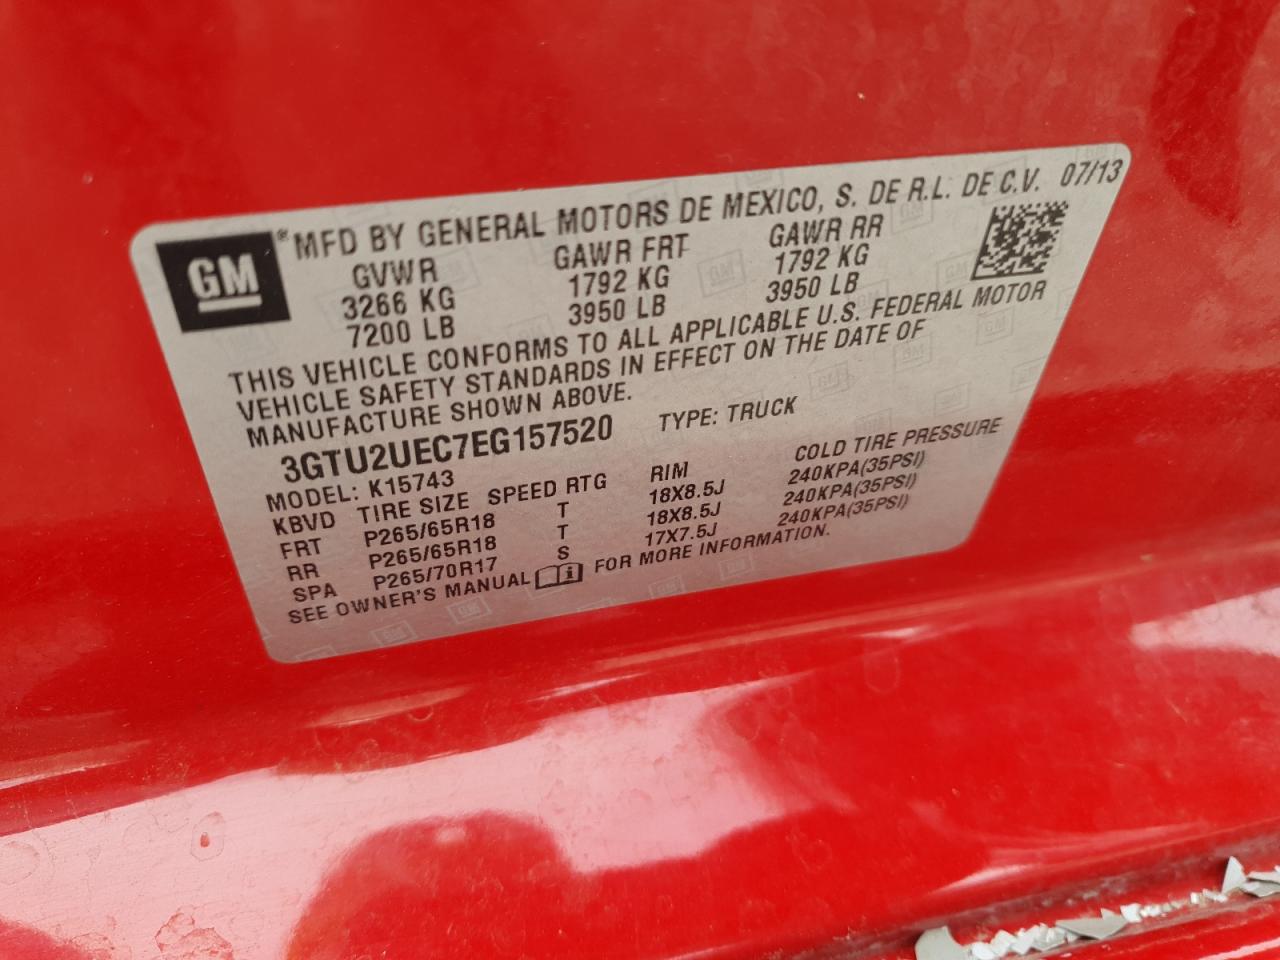 GM
® MFD BY GENERAL MOTORS DE MEXICO, S. DE R.L. DE C.V. 07/13
GVWR GAWR FRT GAWR RR
3266 KG 1792 KG 1792 KG
7200 LB 3950 LB 3950 LB
THIS VEHICLE CONFORMS TO ALL APPLICABLE U.S. FEDERAL MOTOR
VEHICLE SAFETY STANDARDS IN EFFECT ON THE DATE OF
MANUFACTURE SHOWN ABOVE.
3GTU2UEC7EG157520 TYPE: TRUCK
MODEL: K15743
KBVD TIRE SIZE SPEED RTG RIM COLD TIRE PRESSURE
FRT P265/65R18 T 18X8.5J 240KPA(35PSI)
RR P265/65R18 T 18X8.5J 240KPA(35PSI)
SPA P265/70R17 S 17X7.5J 240KPA(35PSI)
SEE OWNER'S MANUAL FOR MORE INFORMATION.